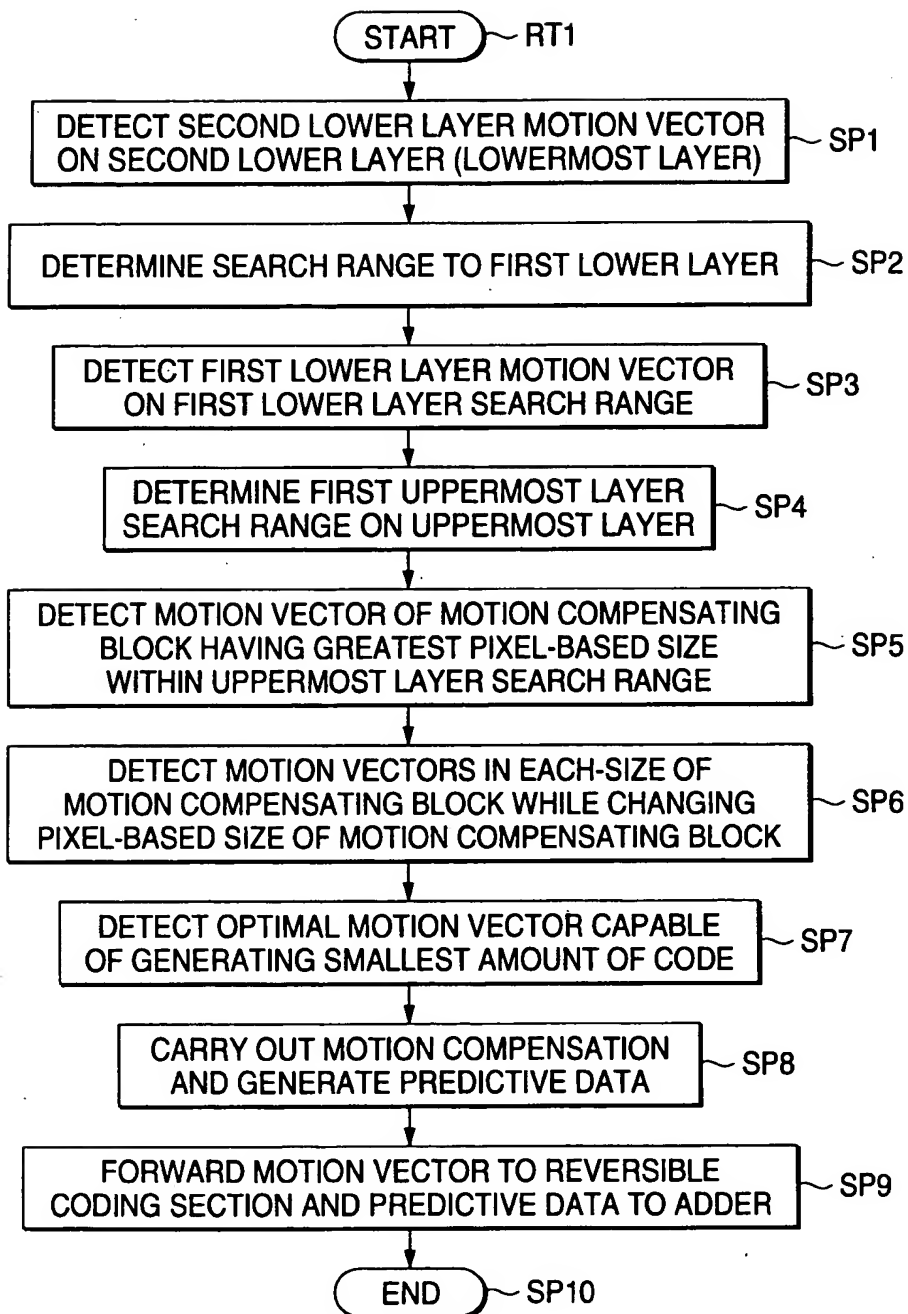 START RT1
DETECT SECOND LOWER LAYER MOTION VECTOR
ON SECOND LOWER LAYER (LOWERMOST LAYER)
SP1
DETERMINE SEARCH RANGE TO FIRST LOWER LAYER
SP2
DETECT FIRST LOWER LAYER MOTION VECTOR
ON FIRST LOWER LAYER SEARCH RANGE
SP3
DETERMINE FIRST UPPERMOST LAYER
SEARCH RANGE ON UPPERMOST LAYER
SP4
DETECT MOTION VECTOR OF MOTION COMPENSATING
BLOCK HAVING GREATEST PIXEL-BASED SIZE
WITHIN UPPERMOST LAYER SEARCH RANGE
SP5
DETECT MOTION VECTORS IN EACH-SIZE OF
MOTION COMPENSATING BLOCK WHILE CHANGING
PIXEL-BASED SIZE OF MOTION COMPENSATING BLOCK
SP6
DETECT OPTIMAL MOTION VECTOR CAPABLE
OF GENERATING SMALLEST AMOUNT OF CODE
SP7
CARRY OUT MOTION COMPENSATION
AND GENERATE PREDICTIVE DATA
SP8
FORWARD MOTION VECTOR TO REVERSIBLE
CODING SECTION AND PREDICTIVE DATA TO ADDER
SP9
END SP10